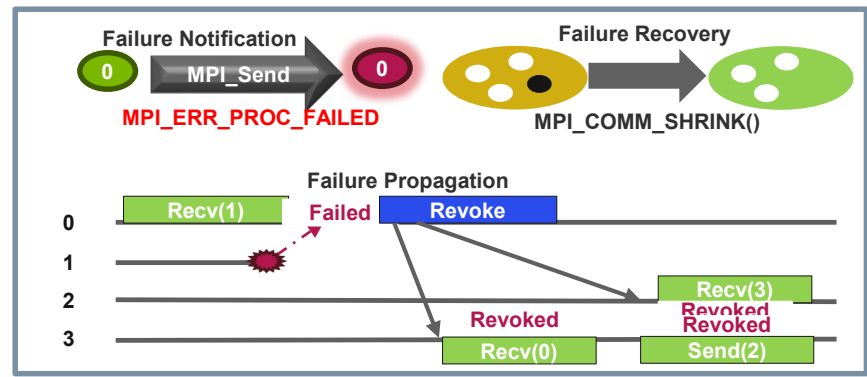 Failure Notification
0
MPI_Send
0
MPI_ERR_PROC_FAILED
Failure Recovery
MPI_COMM_SHRINK()
Failure Propagation
0
Recv(1)
Failed
Revoke
1
2
Recv(3)
Revoked
3
Revoked
Revoked
Recv(0)
Send(2)